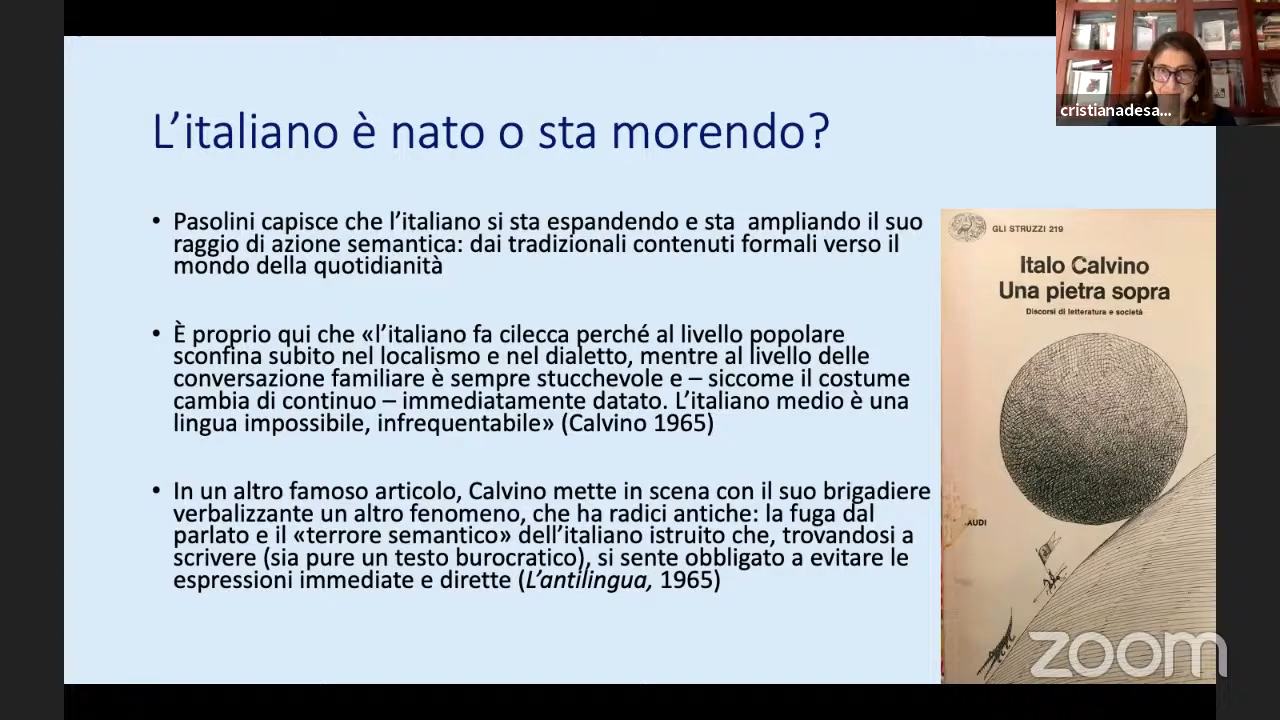 cristianadesa...
L’italiano è nato o sta morendo?
• Pasolini capisce che l’italiano si sta espandendo e sta ampliando il suo
raggio di azione semantica: dai tradizionali contenuti formali verso il
mondo della quotidianità
• È proprio qui che «l’italiano fa cilecca perché al livello popolare
sconfina subito nel localismo e nel dialetto, mentre al livello delle
conversazione familiare è sempre stucchevole e – siccome il costume
cambia di continuo – immediatamente datato. L’italiano medio è una
lingua impossibile, infrequentabile» (Calvino 1965)
• In un altro famoso articolo, Calvino mette in scena con il suo brigadiere
verbalizzante un altro fenomeno, che ha radici antiche: la fuga dal
parlato e il «terrore semantico» dell’italiano istruito che, trovandosi a
scrivere (sia pure un testo burocratico), si sente obbligato a evitare le
espressioni immediate e dirette (L’antilingua, 1965)
GLI STRUZZI 219
Italo Calvino
Una pietra sopra
Discorsi di letteratura e società
AUDI
zoom